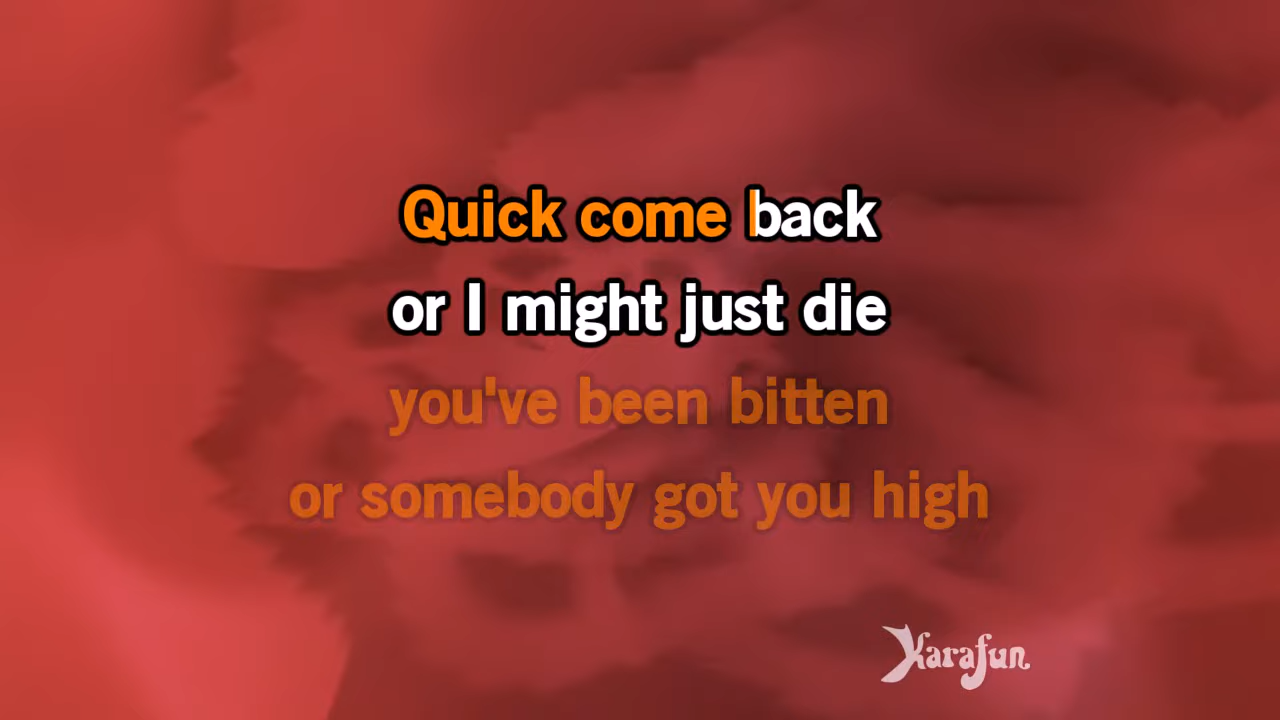 Quick come back
or I might just die
you've been bitten
or somebody got you high
Karafun